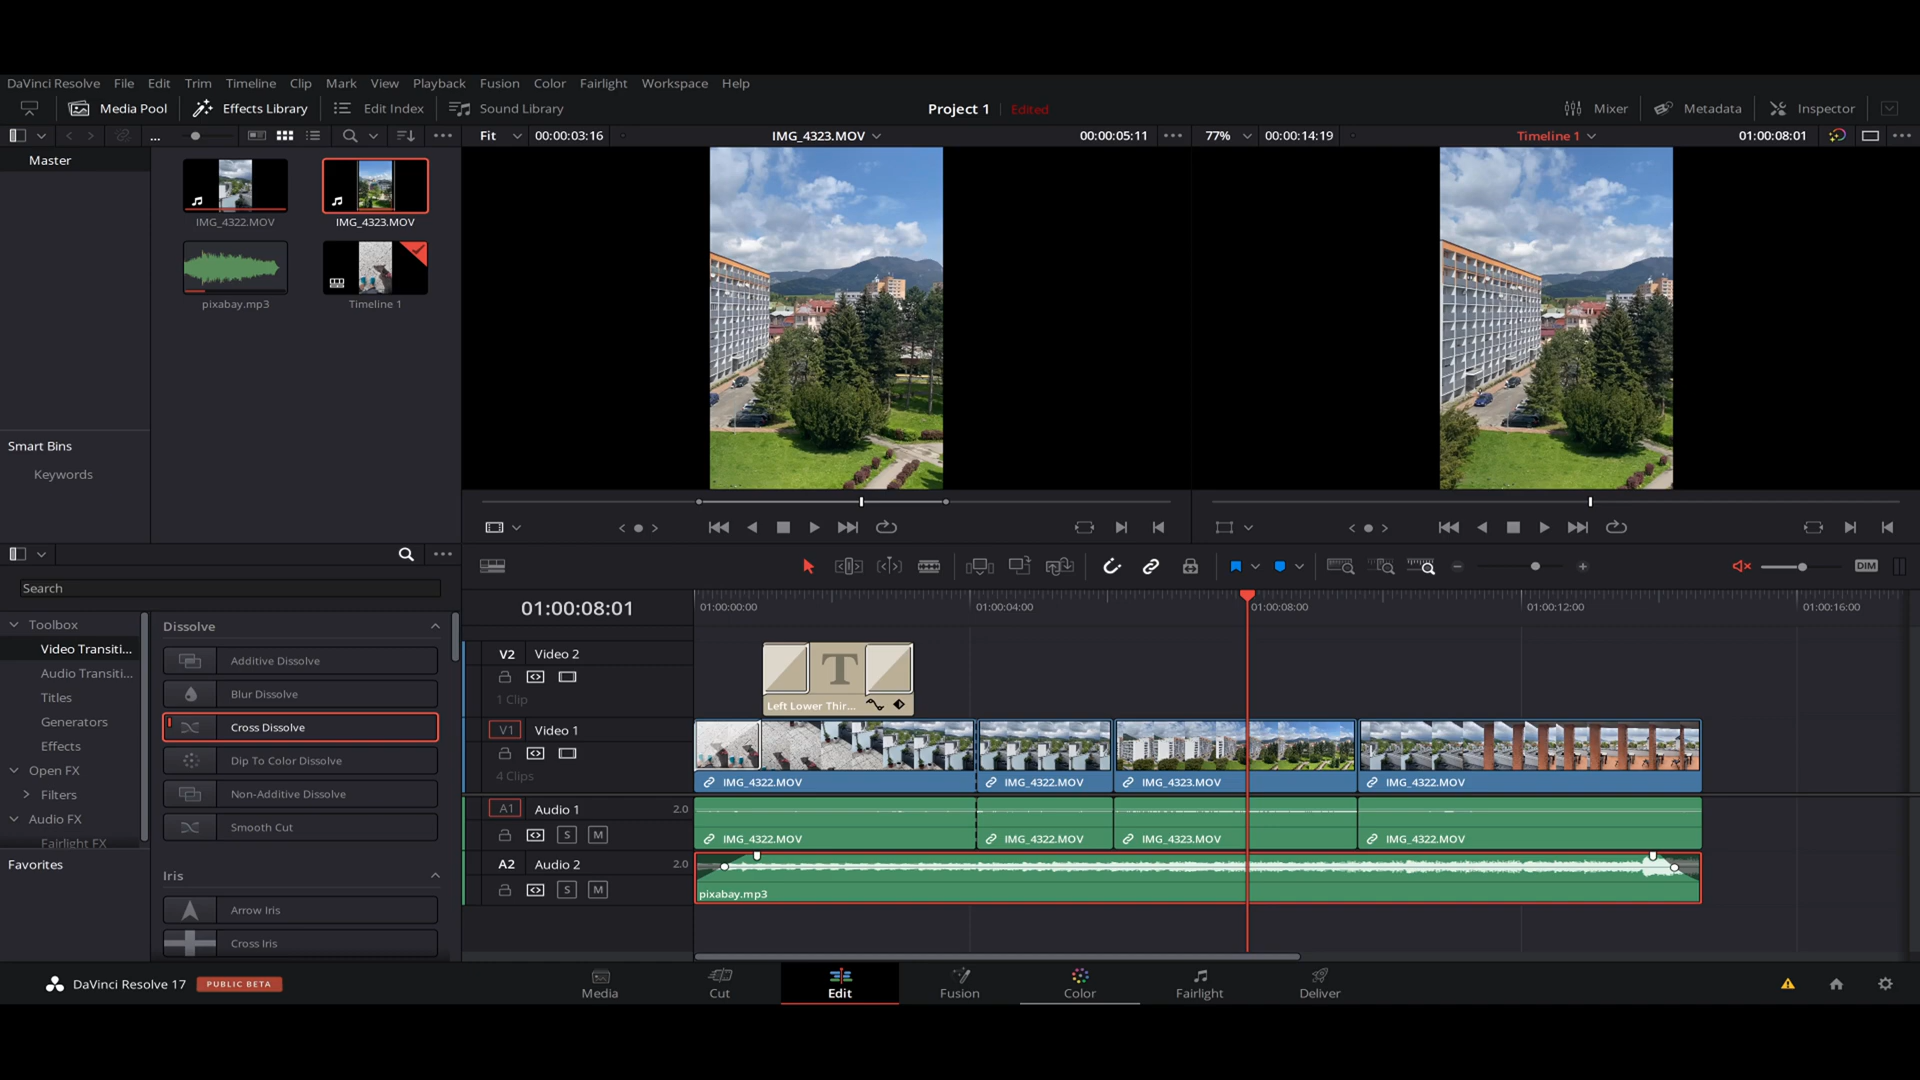 DaVinci Resolve File Edit Trim Timeline Clip Mark View Playback Fusion Color Fairlight Workspace Help
Media Pool Effects Library Edit Index Sound Library Project 1 Edited Mixer Metadata Inspector
... Fit 00:00:03:16 IMG_4323.MOV 00:00:05:11 77% 00:00:14:19 Timeline 1 01:00:08:01
Master
IMG_4322.MOV IMG_4323.MOV
pixabay.mp3 Timeline 1
Smart Bins
Keywords
Search
DIM
01:00:08:01 01:00:00:00 01:00:04:00 01:00:08:00 01:00:12:00 01:00:16:00
Toolbox
Video Transiti...
Audio Transiti...
Titles
Generators
Effects
Open FX
Filters
Audio FX
Fairlight FX
Favorites
Dissolve
Additive Dissolve
Blur Dissolve
Cross Dissolve
Dip To Color Dissolve
Non-Additive Dissolve
Smooth Cut
Iris
Arrow Iris
Cross Iris
V2 Video 2
1 Clip
T
Left Lower Thir...
V1 Video 1
4 Clips
IMG_4322.MOV IMG_4322.MOV IMG_4323.MOV IMG_4322.MOV
A1 Audio 1 2.0
S M
IMG_4322.MOV IMG_4322.MOV IMG_4323.MOV IMG_4322.MOV
A2 Audio 2 2.0
S M
pixabay.mp3
DaVinci Resolve 17 PUBLIC BETA
Media Cut Edit Fusion Color Fairlight Deliver